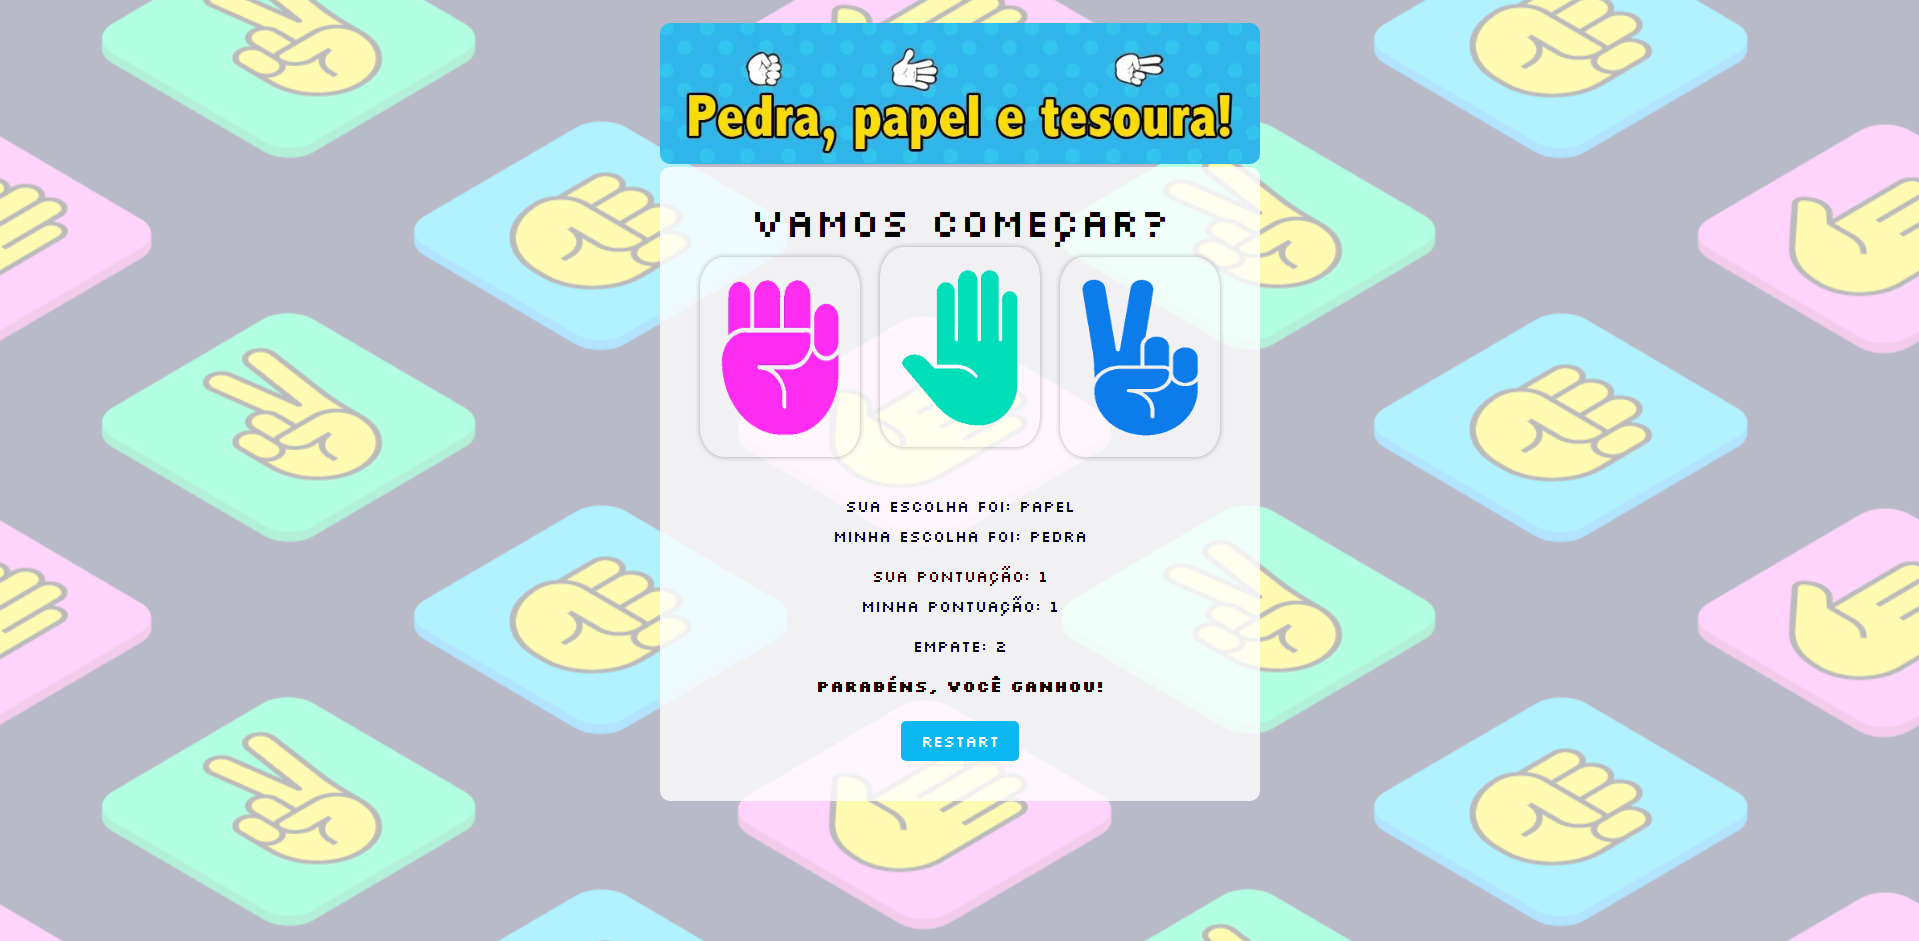 Pedra, papel e tesoura!
VAMOS COMEÇAR?
SUA ESCOLHA FOI: PAPEL
MINHA ESCOLHA FOI: PEDRA
SUA PONTUAÇÃO: 1
MINHA PONTUAÇÃO: 1
EMPATE: 2
PARABÉNS, VOCÊ GANHOU!
RESTART